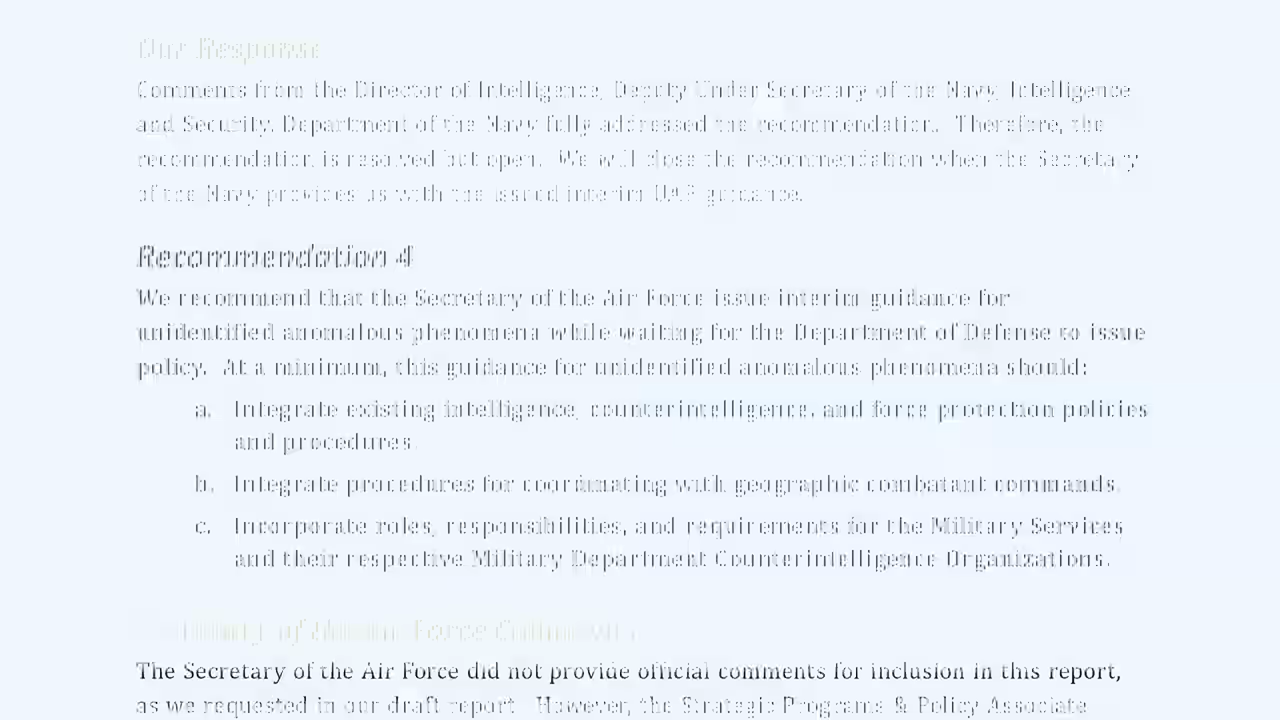 Our Response
Comments from the Director of Intelligence, Deputy Under Secretary of the Navy, Intelligence
and Security, Department of the Navy fully addressed the recommendation. Therefore, the
recommendation is resolved but open. We will close the recommendation when the Secretary
of the Navy provides us with the issued interim UAP guidance.
Recommendation 4
We recommend that the Secretary of the Air Force issue interim guidance for
unidentified anomalous phenomena while waiting for the Department of Defense to issue
policy. At a minimum, this guidance for unidentified anomalous phenomena should:
a. Integrate existing intelligence, counterintelligence, and force protection policies
and procedures.
b. Integrate procedures for coordinating with geographic combatant commands.
c. Incorporate roles, responsibilities, and requirements for the Military Services
and their respective Military Department Counterintelligence Organizations.
of Force
The Secretary of the Air Force did not provide official comments for inclusion in this report,
as we requested in our draft report. However, the Strategic Programs & Policy Associate